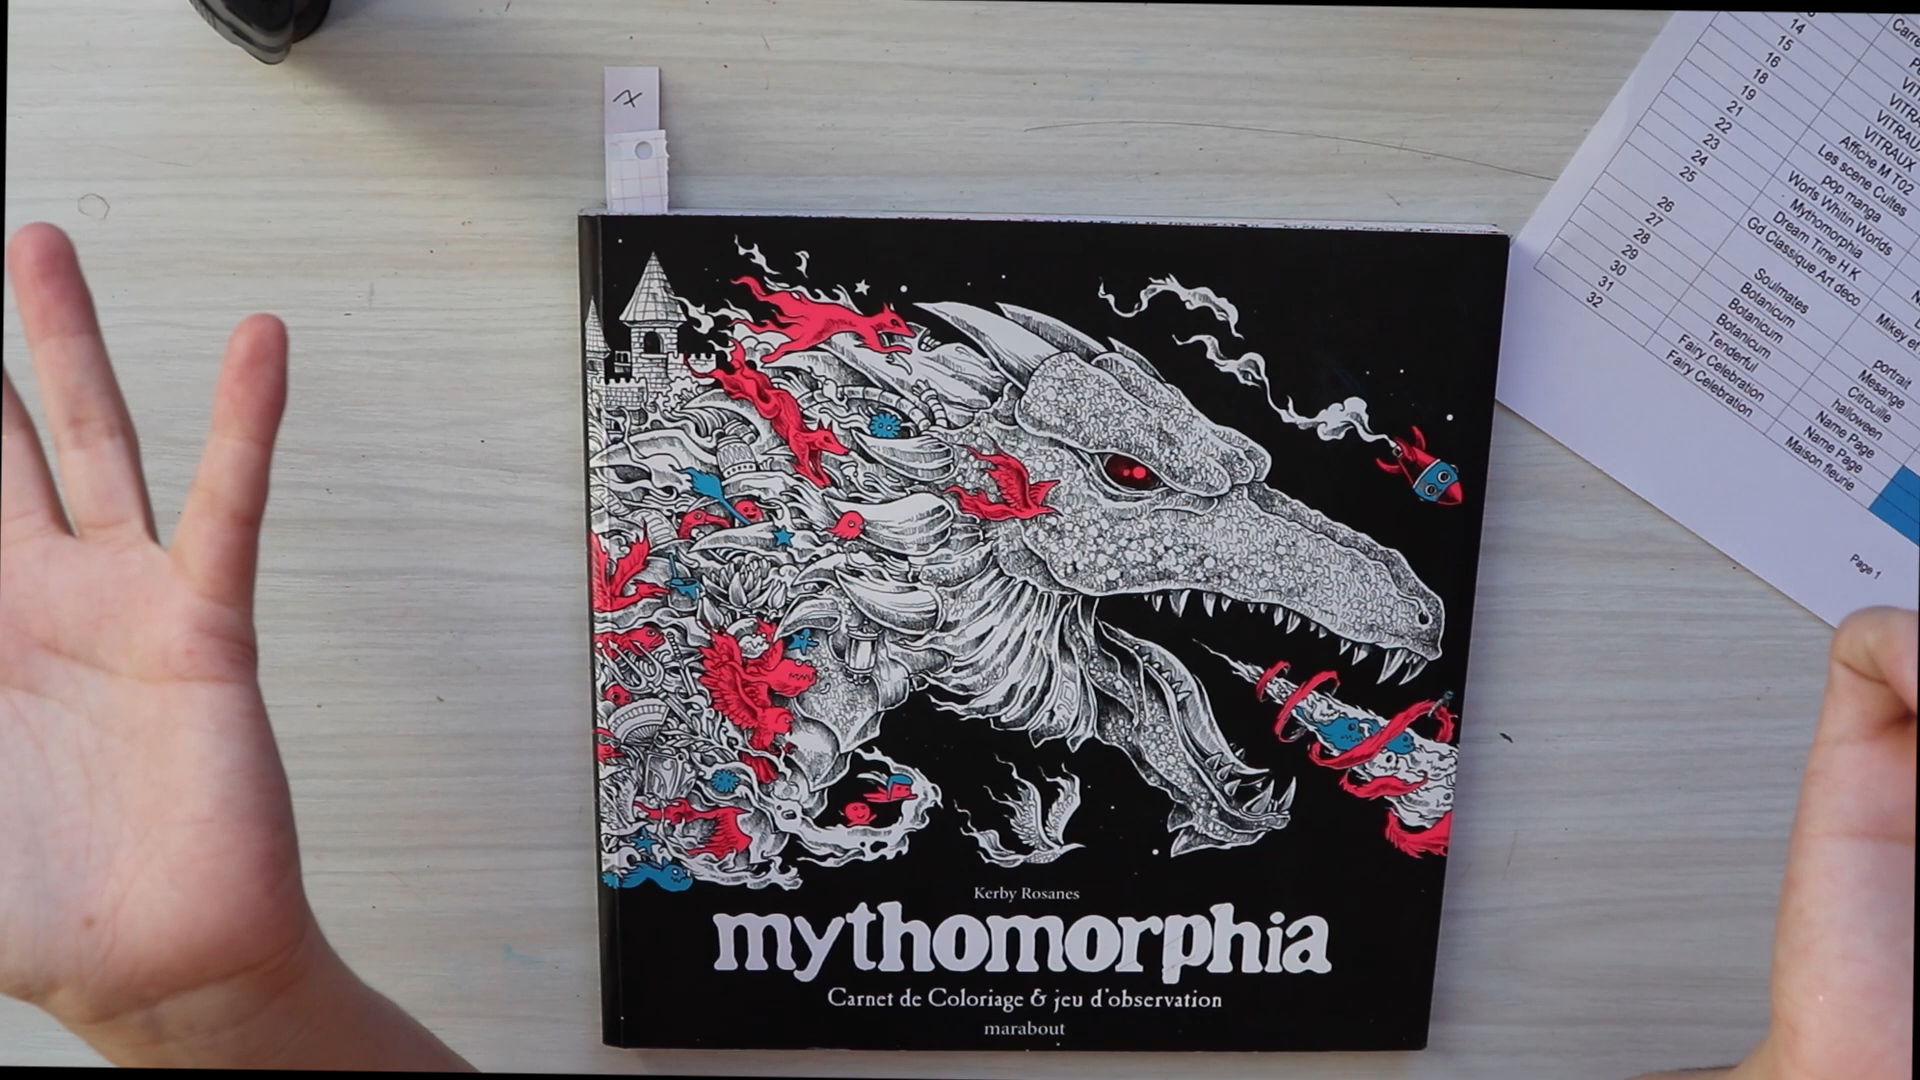 7
Kerby Rosanes
mythomorphia
Carnet de Coloriage & jeu d'observation
marabout
14
15
16
18
19
21
22
23
24
25
26
27
28
29
30
31
32
VITRAUX
Affiche M T02
Les scene Cultes
pop manga
Worls Whitin Worlds
Mythomorphia
Dream Time H K
Gd Classique Art deco
Soulmates
Botanicum
Botanicum
Botanicum
Tenderful
Fairy Celebration
Fairy Celebration
Mikey et
portrait
Mesange
Citrouille
halloween
Name Page
Name Page
Maison fleurie
Page 1